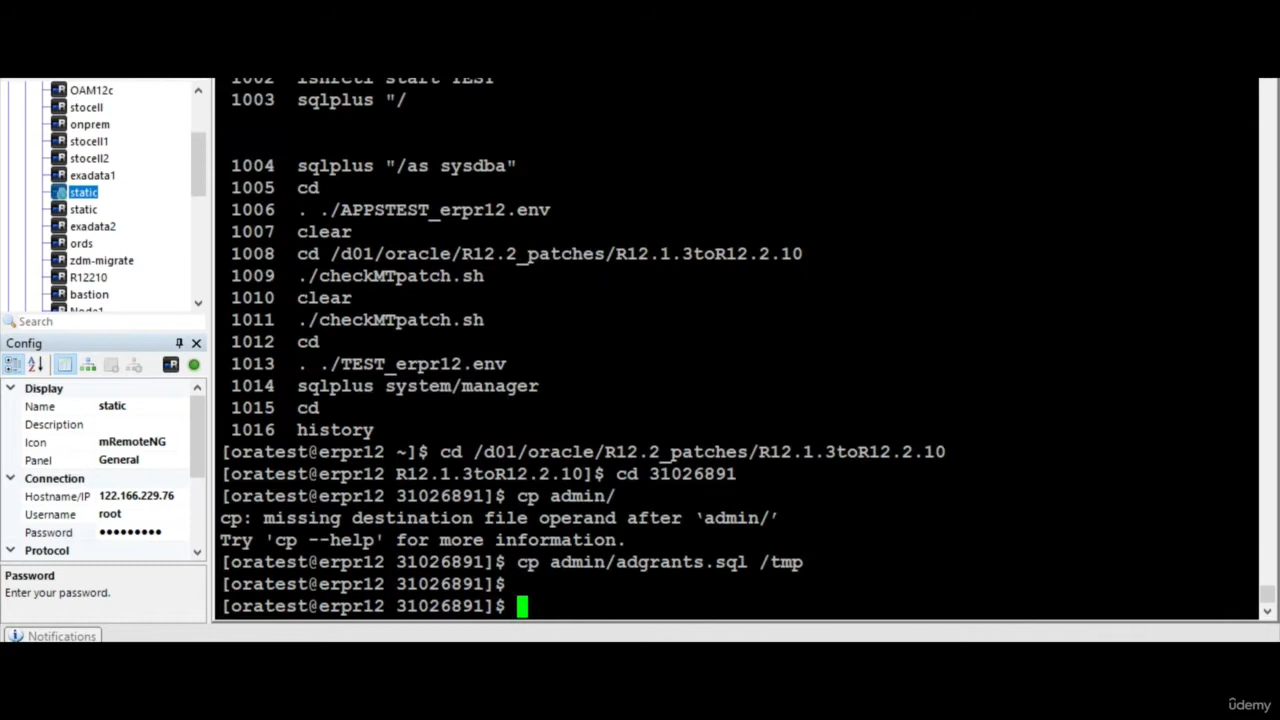 OAM12c
stocell
onprem
stocell1
stocell2
exadata1
static
static
exadata2
ords
zdm-migrate
R12210
bastion
Node1
Search
Config
Display
Name static
Description
Icon mRemoteNG
Panel General
Connection
Hostname/IP 122.166.229.76
Username root
Password ●●●●●●●●●
Protocol
Password
Enter your password.
Notifications
1002 lsnrctl start TEST
1003 sqlplus "/
1004 sqlplus "/as sysdba"
1005 cd
1006 . ./APPSTEST_erpr12.env
1007 clear
1008 cd /d01/oracle/R12.2_patches/R12.1.3toR12.2.10
1009 ./checkMTpatch.sh
1010 clear
1011 ./checkMTpatch.sh
1012 cd
1013 . ./TEST_erpr12.env
1014 sqlplus system/manager
1015 cd
1016 history
[oratest@erpr12 ~]$ cd /d01/oracle/R12.2_patches/R12.1.3toR12.2.10
[oratest@erpr12 R12.1.3toR12.2.10]$ cd 31026891
[oratest@erpr12 31026891]$ cp admin/
cp: missing destination file operand after ‘admin/’
Try 'cp --help' for more information.
[oratest@erpr12 31026891]$ cp admin/adgrants.sql /tmp
[oratest@erpr12 31026891]$
[oratest@erpr12 31026891]$
ûdemy